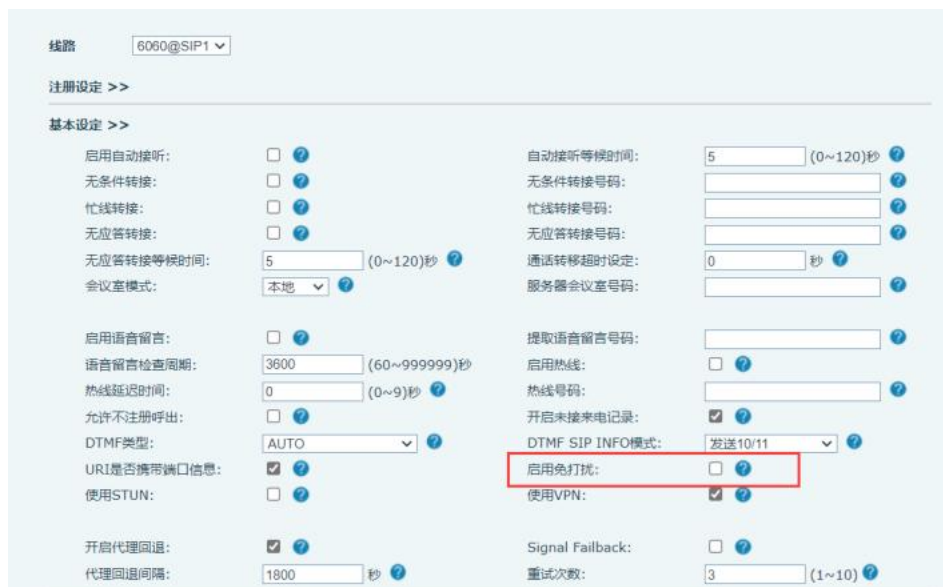 线路 6060@SIP1
注册设定 >>
基本设定 >>
启用自动接听: ? 自动接听等候时间: 5 (0~120)秒 ?
无条件转接: ? 无条件转接号码: ?
忙线转接: ? 忙线转接号码: ?
无应答转接: ? 无应答转接号码: ?
无应答转接等候时间: 5 (0~120)秒 ? 通话转移超时设定: 0 秒 ?
会议室模式: 本地 ? 服务器会议室号码: ?
启用语音留言: ? 提取语音留言号码: ?
语音留言检查周期: 3600 (60~999999)秒 启用热线: ?
热线延迟时间: 0 (0~9)秒 ? 热线号码: ?
允许不注册呼出: ? 开启未接来电记录: ?
DTMF类型: AUTO ? DTMF SIP INFO模式: 发送10/11 ?
URI是否携带端口信息: ? 启用免打扰: ?
使用STUN: ? 使用VPN: ?
开启代理回退: ? Signal Failback: ?
代理回退间隔: 1800 秒 ? 重试次数: 3 (1~10) ?